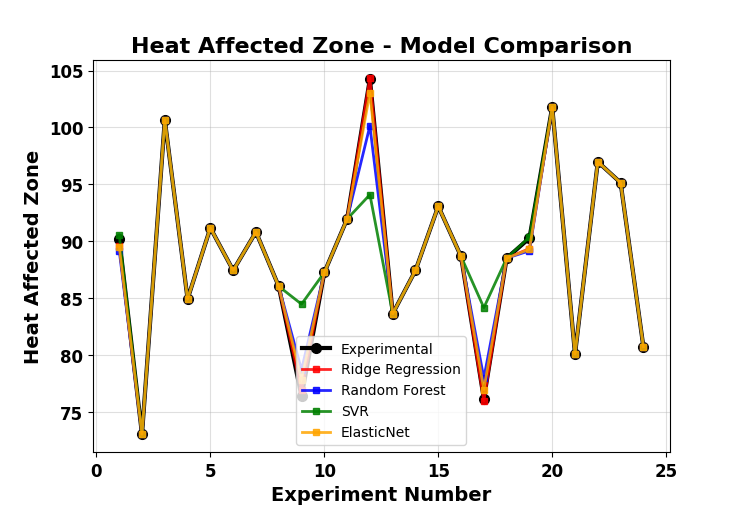 Heat Affected Zone - Model Comparison
105
100
95
90
85
80
75
Heat Affected Zone
Experimental
Ridge Regression
Random Forest
SVR
ElasticNet
0 5 10 15 20 25
Experiment Number